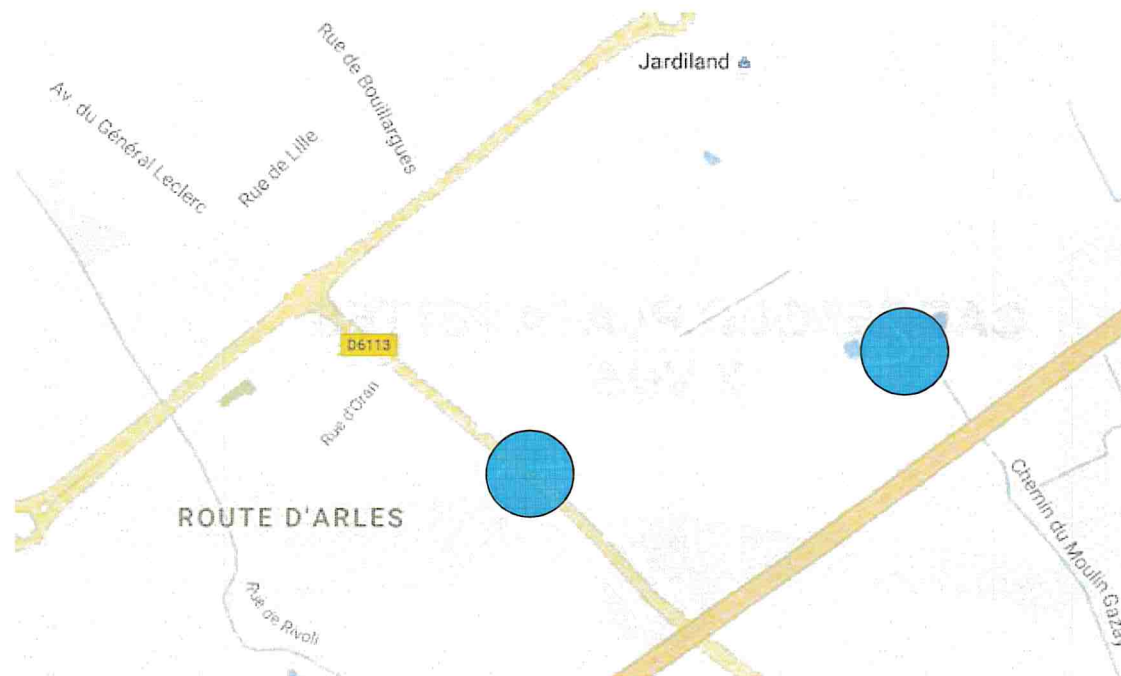 Jardiland
Rue de Bouillargues
Av. du Général Leclerc
Rue de Lille
D6113
Rue d'Oran
ROUTE D'ARLES
Chemin du Moulin Gazay
Rue de Rivoli